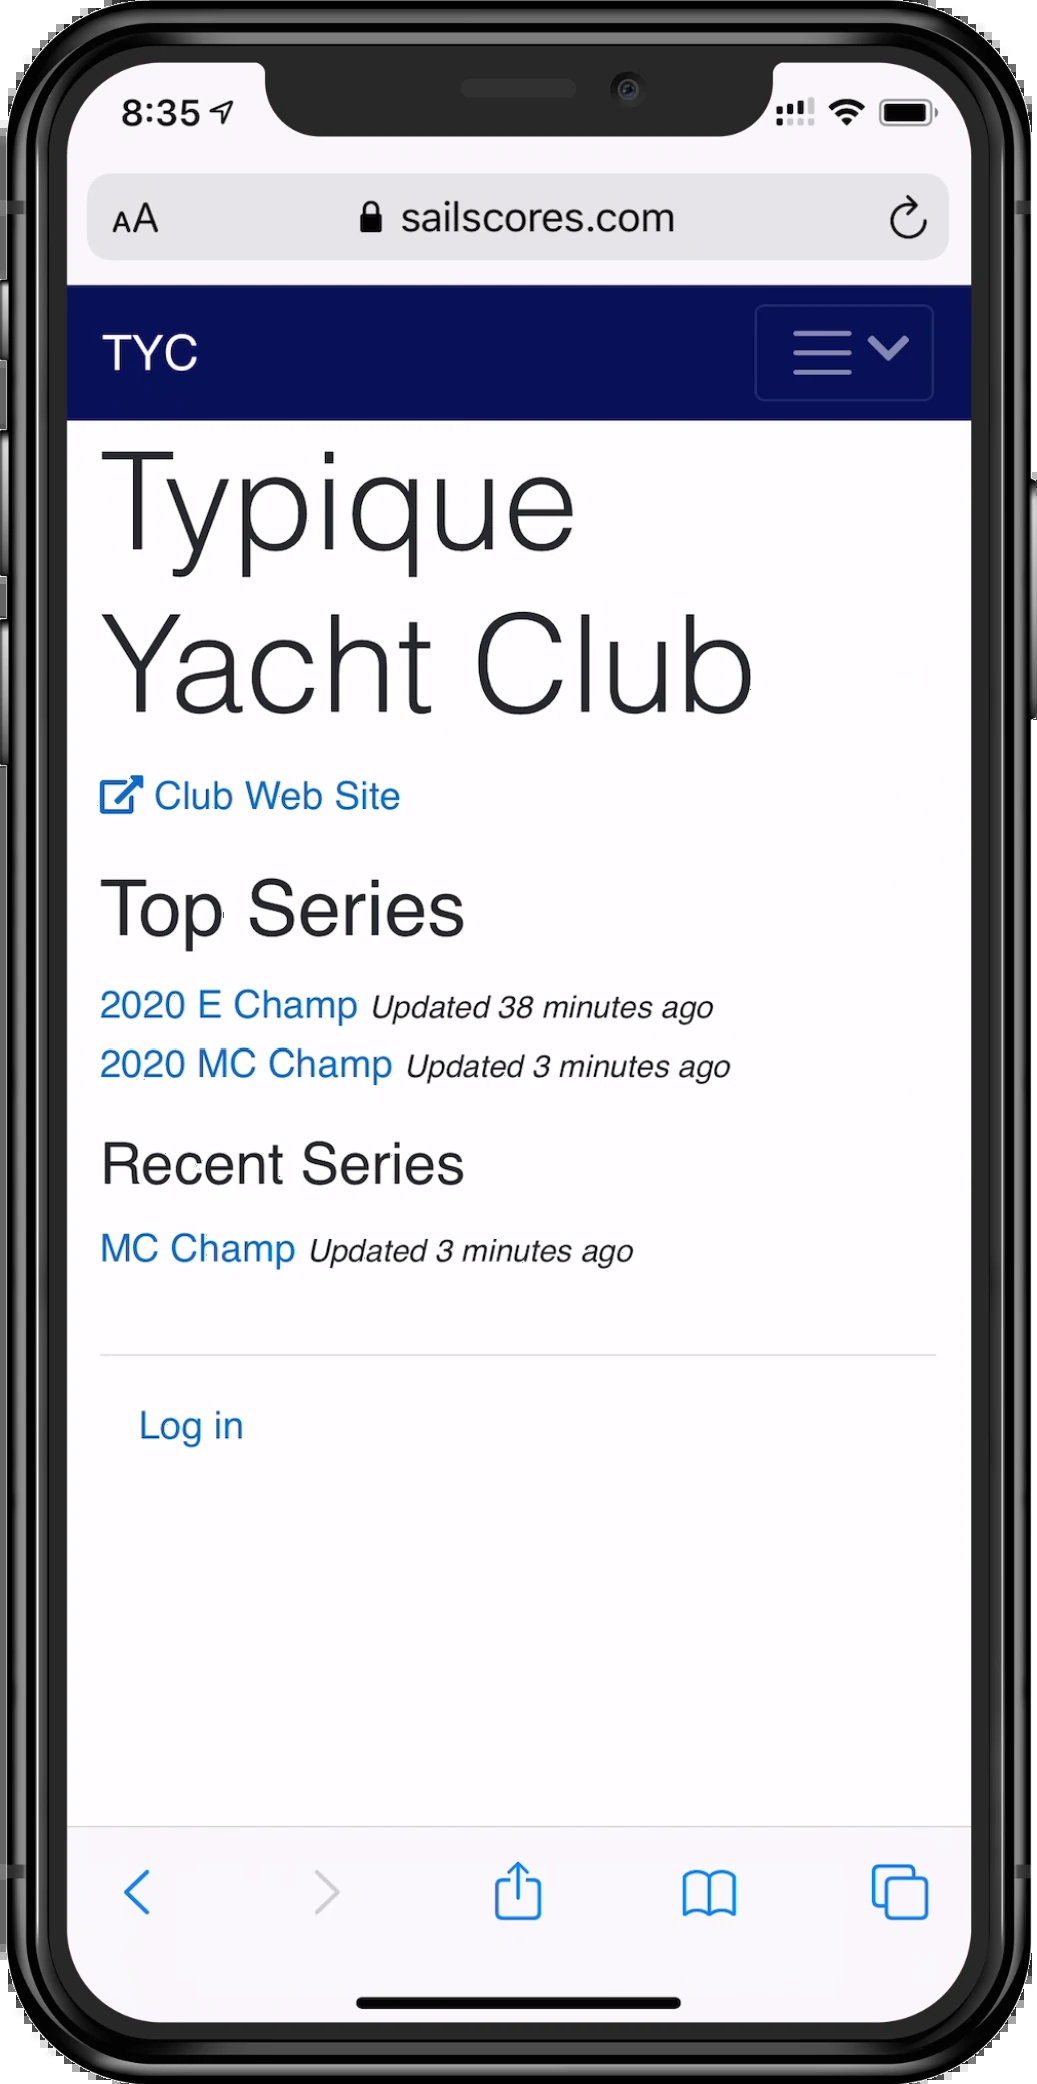 8:35
AA sailscores.com
TYC
Typique
Yacht Club
Club Web Site
Top Series
2020 E Champ Updated 38 minutes ago
2020 MC Champ Updated 3 minutes ago
Recent Series
MC Champ Updated 3 minutes ago
Log in